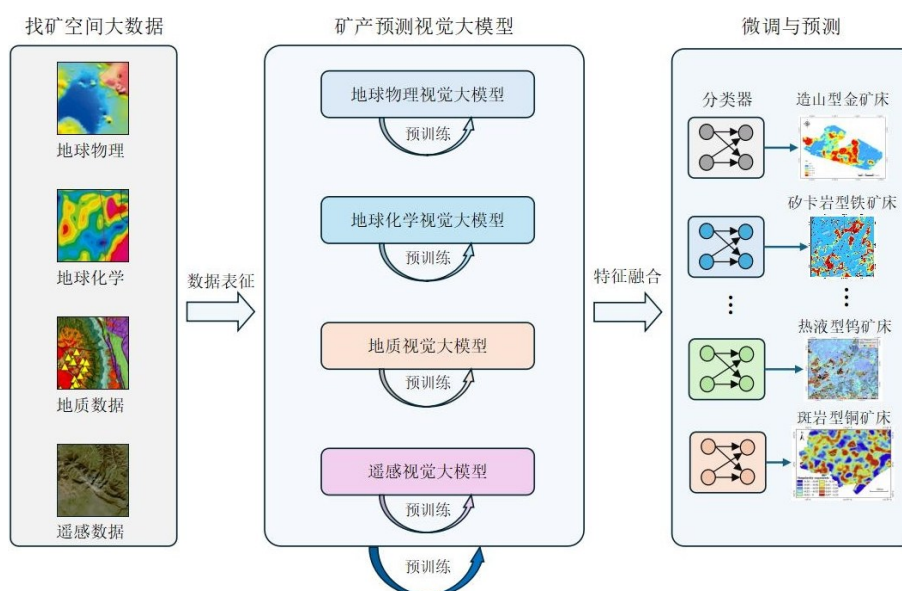 找矿空间大数据
地球物理
地球化学
地质数据
遥感数据
数据表征
矿产预测视觉大模型
地球物理视觉大模型
预训练
地球化学视觉大模型
预训练
地质视觉大模型
预训练
遥感视觉大模型
预训练
预训练
特征融合
微调与预测
分类器
造山型金矿床
矽卡岩型铁矿床
热液型钨矿床
斑岩型铜矿床